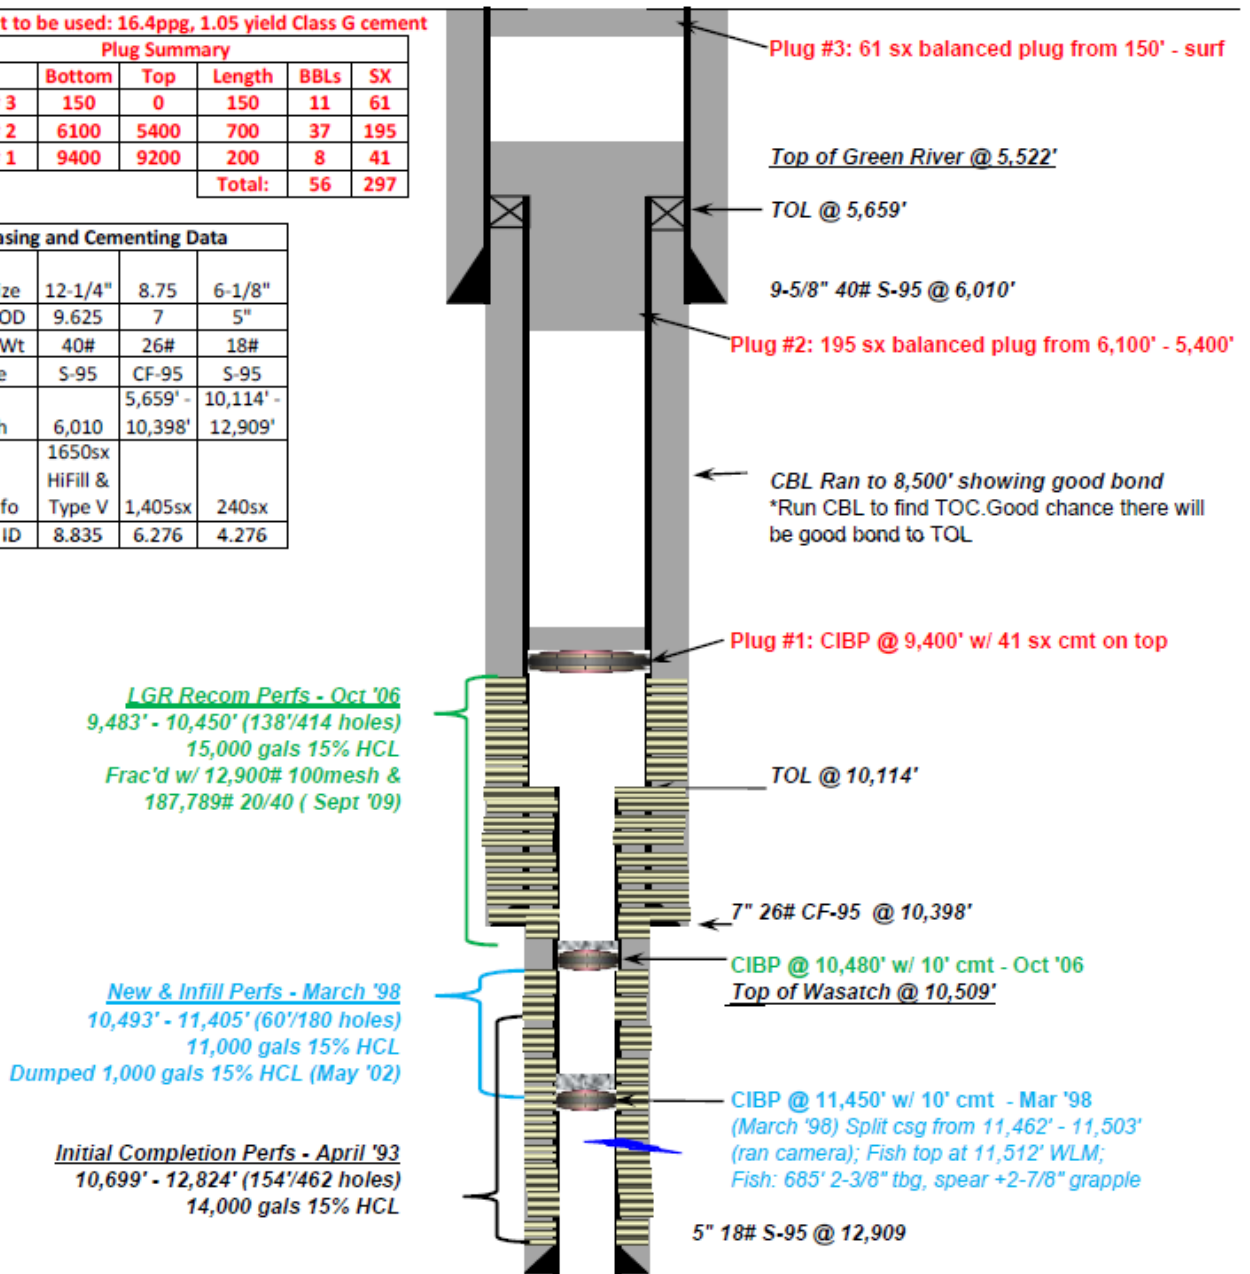 t to be used: 16.4ppg, 1.05 yield Class G cement
Plug Summary
Bottom Top Length BBLs SX
3 150 0 150 11 61
2 6100 5400 700 37 195
1 9400 9200 200 8 41
Total: 56 297
asing and Cementing Data
ize 12-1/4" 8.75 6-1/8"
OD 9.625 7 5"
Wt 40# 26# 18#
e S-95 CF-95 S-95
5,659' - 10,114' -
h 6,010 10,398' 12,909'
1650sx
HiFill &
fo Type V 1,405sx 240sx
ID 8.835 6.276 4.276
Plug #3: 61 sx balanced plug from 150' - surf
Top of Green River @ 5,522'
TOL @ 5,659'
9-5/8" 40# S-95 @ 6,010'
Plug #2: 195 sx balanced plug from 6,100' - 5,400'
CBL Ran to 8,500' showing good bond
*Run CBL to find TOC.Good chance there will
be good bond to TOL
Plug #1: CIBP @ 9,400' w/ 41 sx cmt on top
LGR Recom Perfs - Oct '06
9,483' - 10,450' (138'/414 holes)
15,000 gals 15% HCL
Frac'd w/ 12,900# 100mesh &
187,789# 20/40 ( Sept '09)
TOL @ 10,114'
7" 26# CF-95 @ 10,398'
CIBP @ 10,480' w/ 10' cmt - Oct '06
Top of Wasatch @ 10,509'
New & Infill Perfs - March '98
10,493' - 11,405' (60'/180 holes)
11,000 gals 15% HCL
Dumped 1,000 gals 15% HCL (May '02)
CIBP @ 11,450' w/ 10' cmt - Mar '98
(March '98) Split csg from 11,462' - 11,503'
(ran camera); Fish top at 11,512' WLM;
Fish: 685' 2-3/8" tbg, spear +2-7/8" grapple
Initial Completion Perfs - April '93
10,699' - 12,824' (154'/462 holes)
14,000 gals 15% HCL
5" 18# S-95 @ 12,909